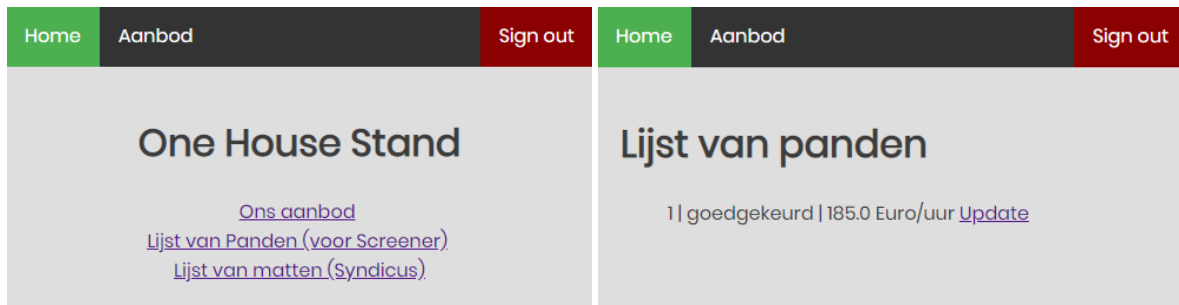 Home Aanbod Sign out
One House Stand
Ons aanbod
Lijst van Panden (voor Screener)
Lijst van matten (Syndicus)
Home Aanbod Sign out
Lijst van panden
1 | goedgekeurd | 185.0 Euro/uur Update